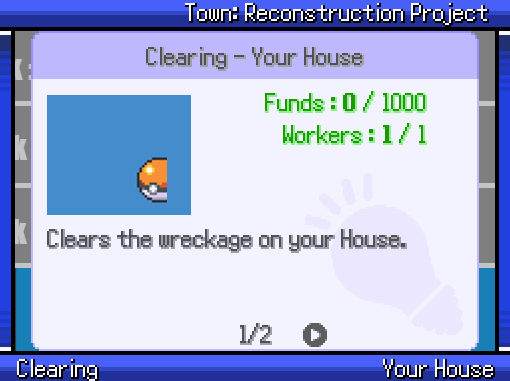 Town: Reconstruction Project
Clearing - Your House
Funds : 0 / 1000
Workers : 1 / 1
Clears the wreckage on your House.
1/2
Clearing
Your House